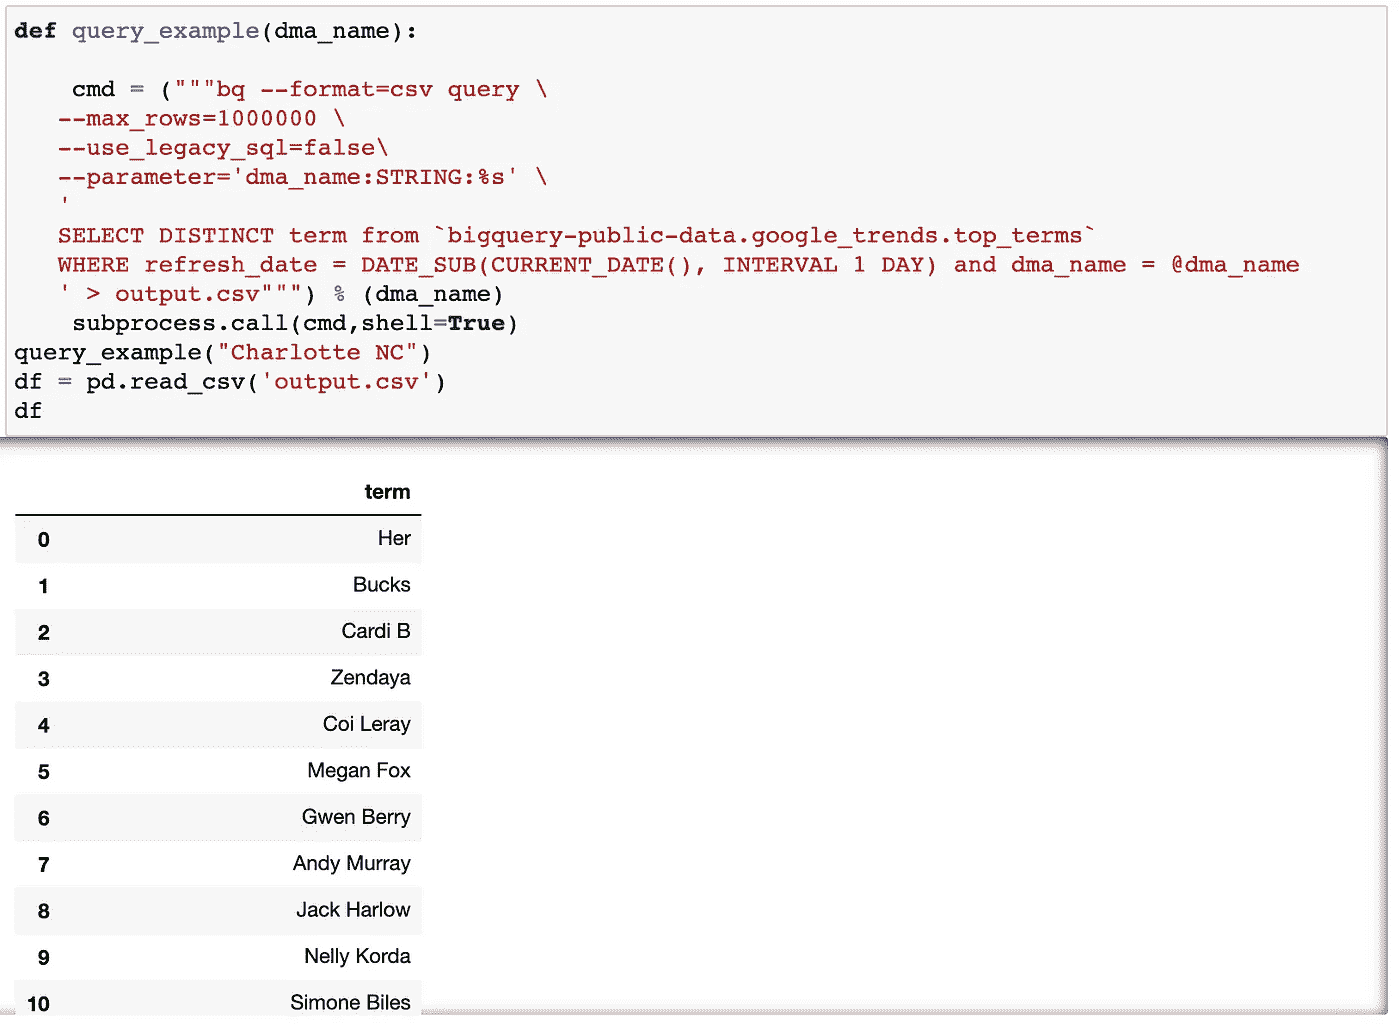 def query_example(dma_name):
cmd = ("""bq --format=csv query \
--max_rows=1000000 \
--use_legacy_sql=false\
--parameter='dma_name:STRING:%s' \
'
SELECT DISTINCT term from `bigquery-public-data.google_trends.top_terms`
WHERE refresh_date = DATE_SUB(CURRENT_DATE(), INTERVAL 1 DAY) and dma_name = @dma_name
' > output.csv""") % (dma_name)
subprocess.call(cmd,shell=True)
query_example("Charlotte NC")
df = pd.read_csv('output.csv')
df
term
0 Her
1 Bucks
2 Cardi B
3 Zendaya
4 Coi Leray
5 Megan Fox
6 Gwen Berry
7 Andy Murray
8 Jack Harlow
9 Nelly Korda
10 Simone Biles